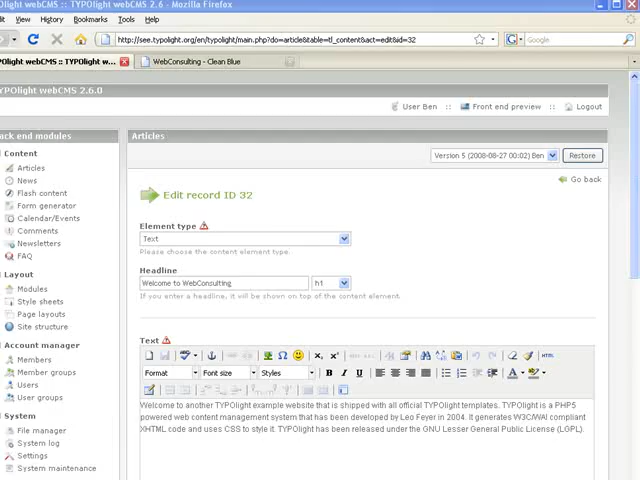 Olight webCMS :: TYPOlight webCMS 2.6 - Mozilla Firefox
View History Bookmarks Tools Help
http://see.typolight.org/en/typolight/main.php?do=article&table=tl_content&act=edit&id=32
Google
POlight webCMS :: TYPOlight w... WebConsulting - Clean Blue
YPOlight webCMS 2.6.0
User Ben :: Front end preview :: Logout
ack end modules
Content
Articles
News
Flash content
Form generator
Calendar/Events
Comments
Newsletters
FAQ
Layout
Modules
Style sheets
Page layouts
Site structure
Account manager
Members
Member groups
Users
User groups
System
File manager
System log
Settings
System maintenance
Articles
Version 5 (2008-08-27 00:02) Ben Restore
Go back
Edit record ID 32
Element type
Text
Please choose the content element type.
Headline
Welcome to WebConsulting h1
If you enter a headline, it will be shown on top of the content element.
Text
HTML
Format Font size Styles B I U
Welcome to another TYPOlight example website that is shipped with all official TYPOlight templates. TYPOlight is a PHP5
powered web content management system that has been developed by Leo Feyer in 2004. It generates W3C/WAI compliant
XHTML code and uses CSS to style it. TYPOlight has been released under the GNU Lesser General Public License (LGPL).